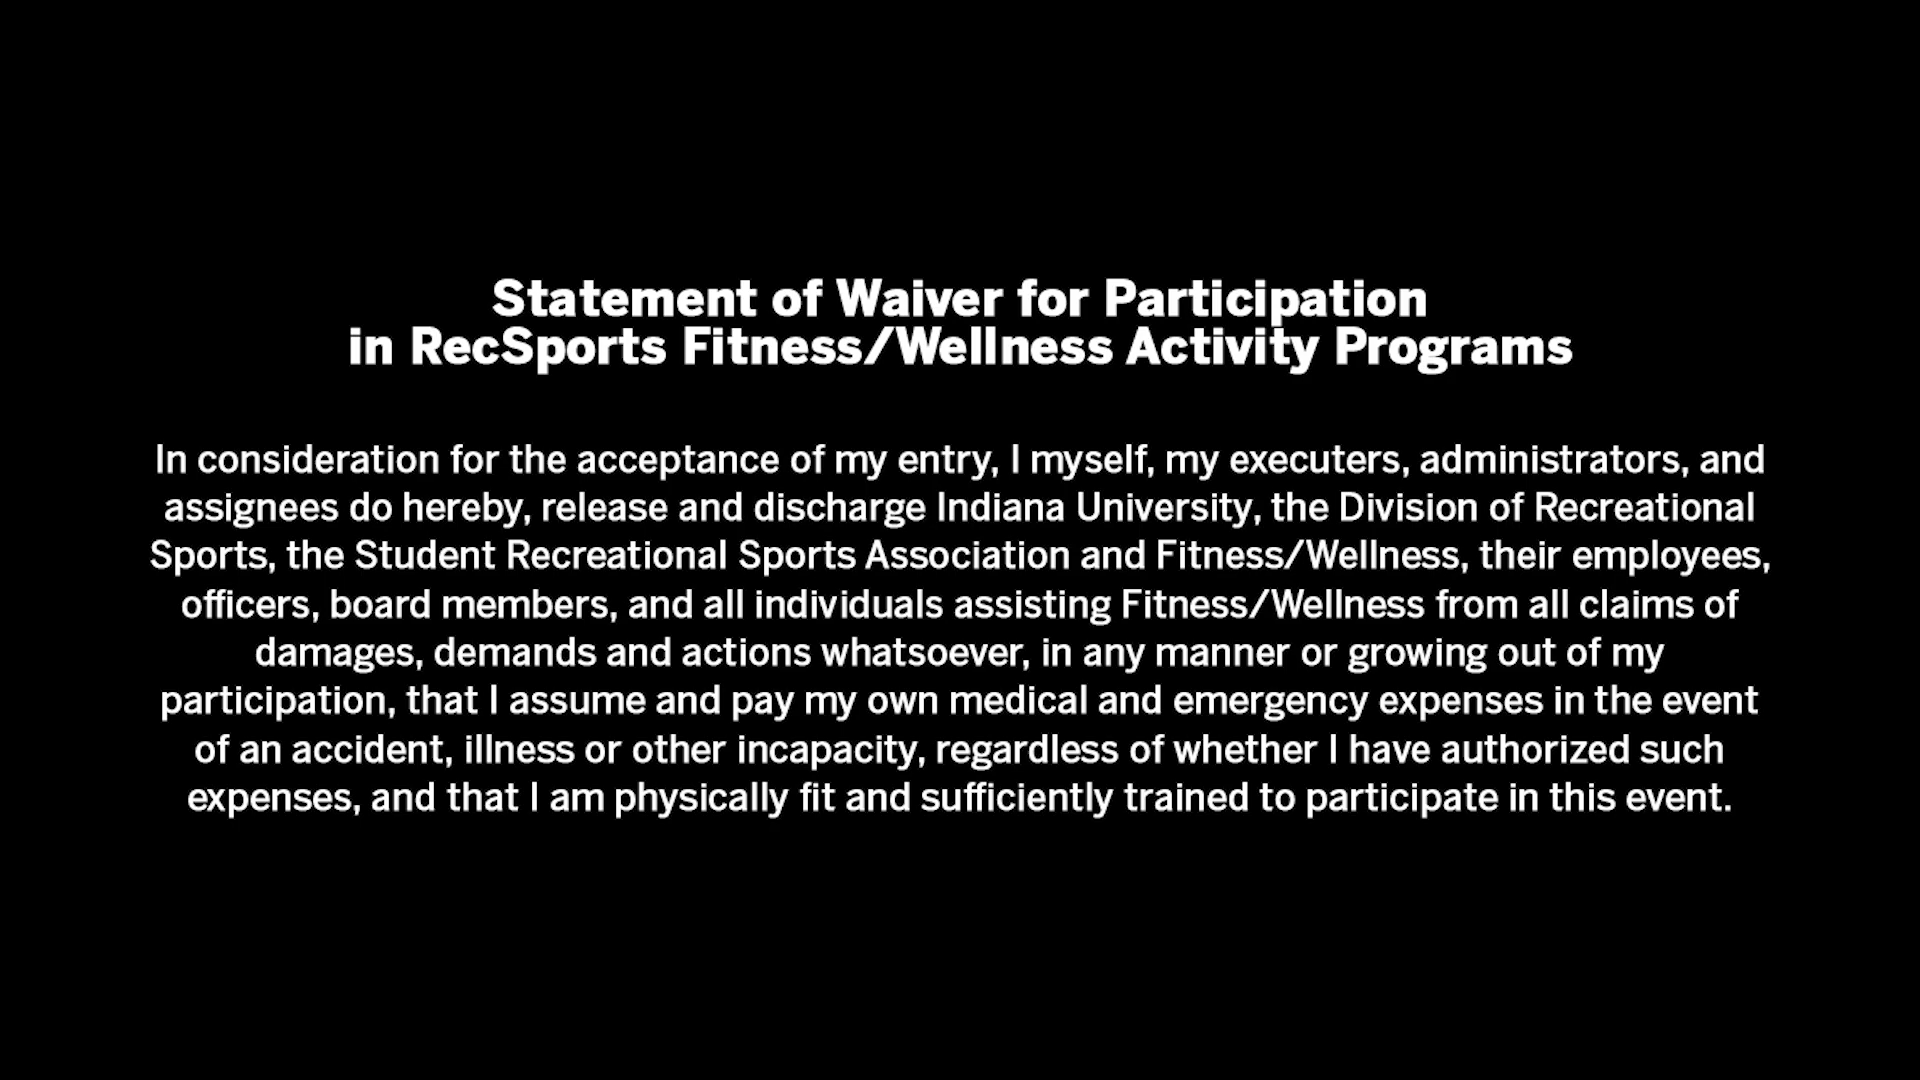 Statement of Waiver for Participation
in RecSports Fitness/Wellness Activity Programs
In consideration for the acceptance of my entry, I myself, my executers, administrators, and
assignees do hereby, release and discharge Indiana University, the Division of Recreational
Sports, the Student Recreational Sports Association and Fitness/Wellness, their employees,
officers, board members, and all individuals assisting Fitness/Wellness from all claims of
damages, demands and actions whatsoever, in any manner or growing out of my
participation, that I assume and pay my own medical and emergency expenses in the event
of an accident, illness or other incapacity, regardless of whether I have authorized such
expenses, and that I am physically fit and sufficiently trained to participate in this event.